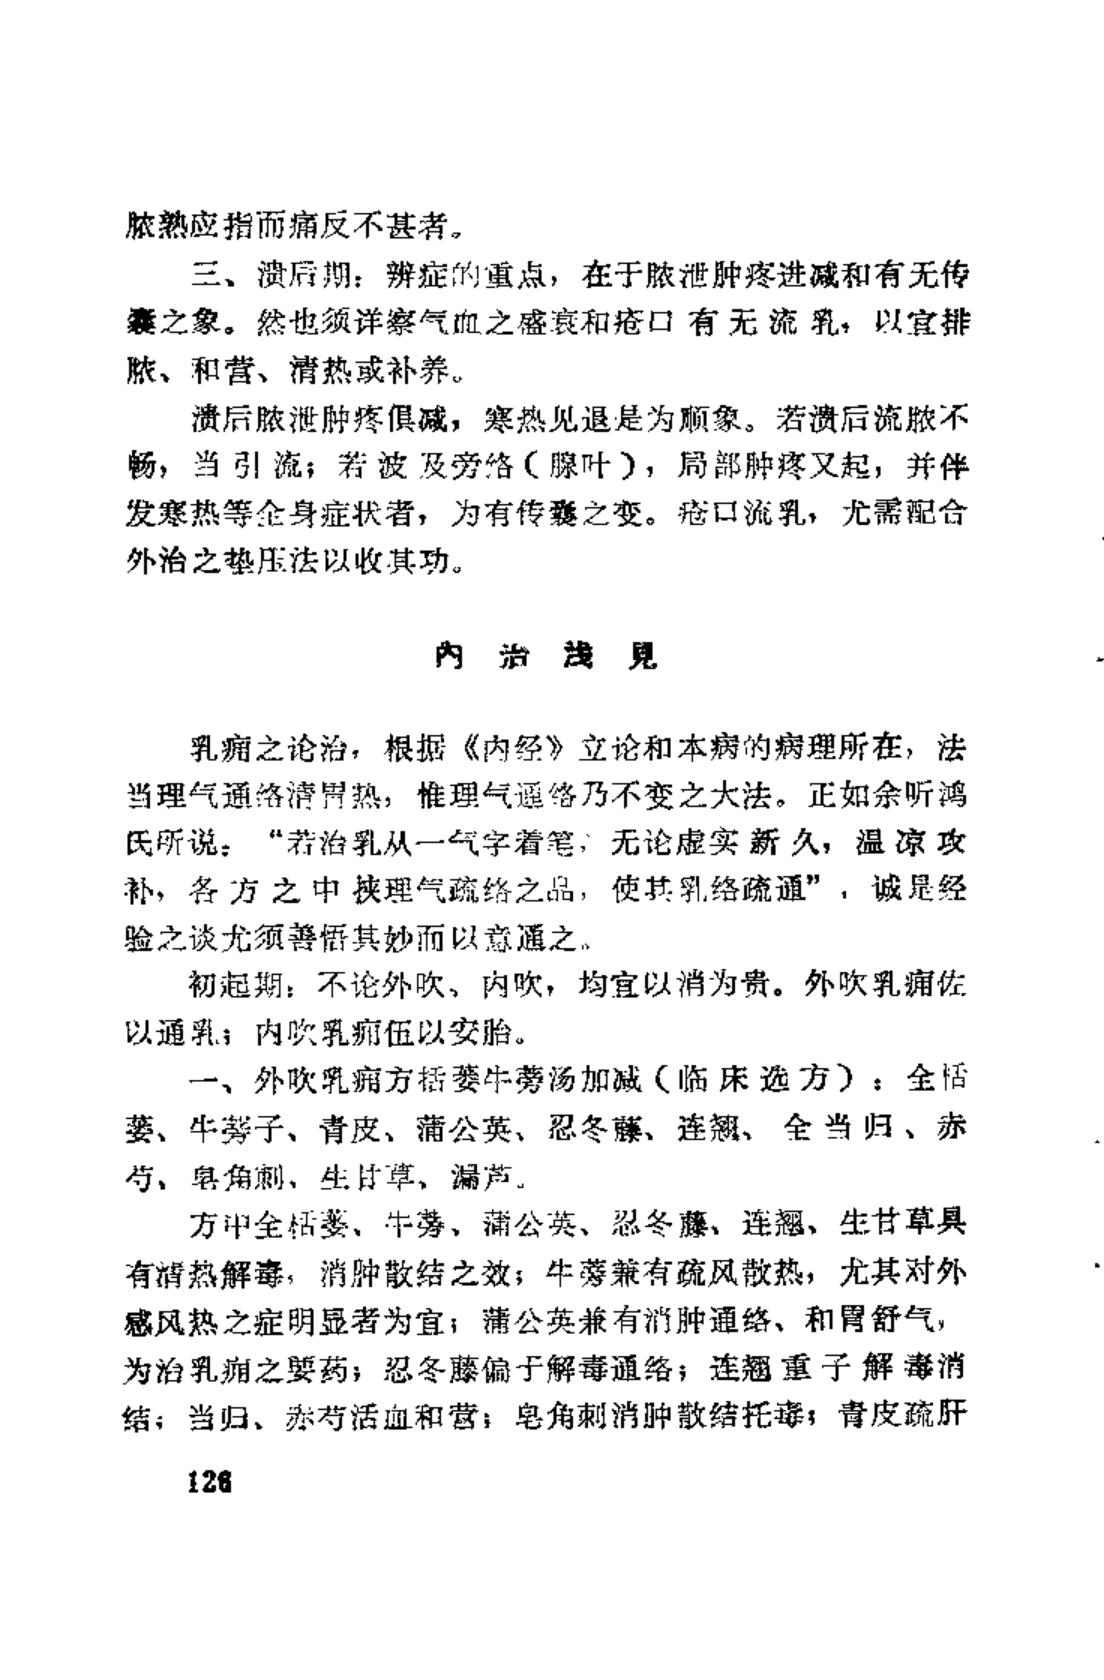 脓熟应指而痛反不甚者。
三、溃后期：辨症的重点，在于脓泄肿疼进减和有无传
囊之象。然也须详察气血之盛衰和疮口有无流乳，以宜排
脓、和营、清热或补养。
溃后脓泄肿疼俱减，寒热见退是为顺象。若溃后流脓不
畅，当引流；若波及旁络（腺叶），局部肿疼又起，并伴
发寒热等全身症状者，为有传囊之变。疮口流乳，尤需配合
外治之垫压法以收其功。
内治浅见
乳痈之论治，根据《内经》立论和本病的病理所在，法
当理气通络清胃热，惟理气通络乃不变之大法。正如余听鸿
氏所说：“若治乳从一气字着笔，无论虚实新久，温凉攻
补，各方之中挟理气疏络之品，使其乳络疏通”，诚是经
验之谈尤须善悟其妙而以意通之。
初起期：不论外吹、内吹，均宜以消为贵。外吹乳痈佐
以通乳；内吹乳痈伍以安胎。
一、外吹乳痈方栝蒌牛蒡汤加减（临床选方）：全栝
蒌、牛蒡子、青皮、蒲公英、忍冬藤、连翘、全当归、赤
芍、皂角刺、生甘草、漏芦。
方中全栝蒌、牛蒡、蒲公英、忍冬藤、连翘、生甘草具
有清热解毒，消肿散结之效；牛蒡兼有疏风散热，尤其对外
感风热之症明显者为宜；蒲公英兼有消肿通络、和胃舒气，
为治乳痈之要药；忍冬藤偏于解毒通络；连翘重子解毒消
结；当归、赤芍活血和营；皂角刺消肿散结托毒；青皮疏肝
126